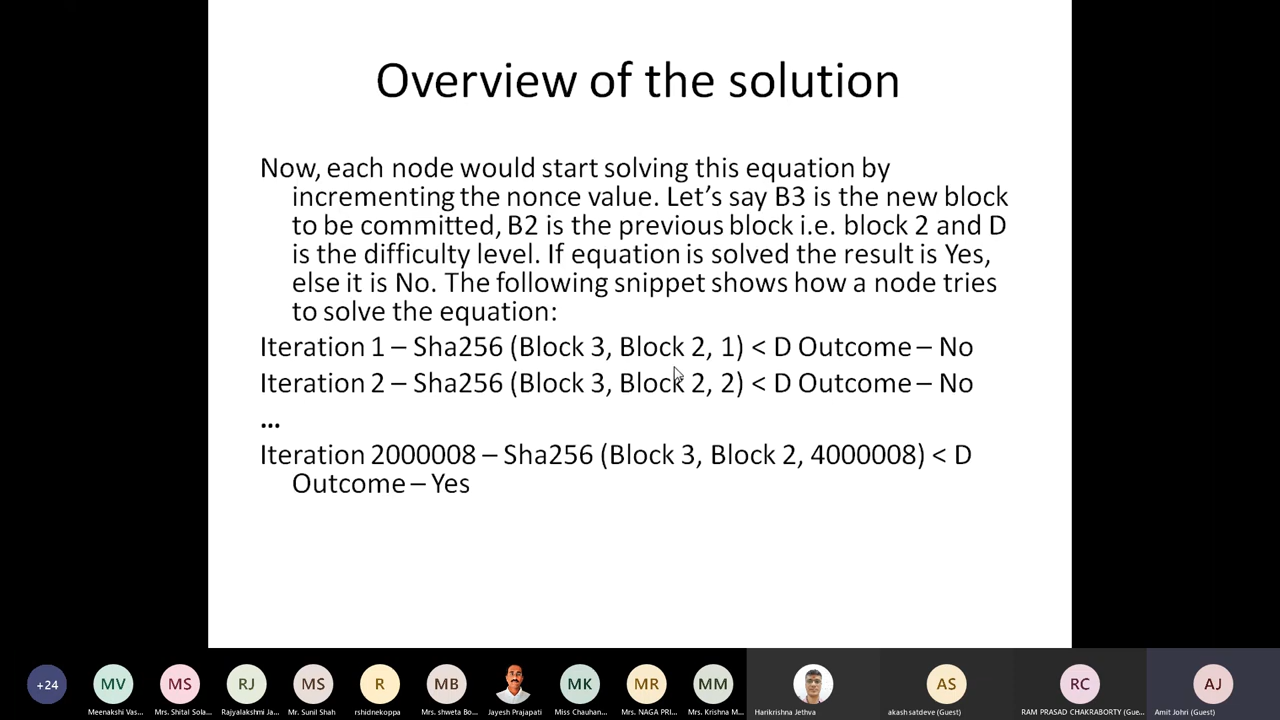 Overview of the solution
Now, each node would start solving this equation by
incrementing the nonce value. Let’s say B3 is the new block
to be committed, B2 is the previous block i.e. block 2 and D
is the difficulty level. If equation is solved the result is Yes,
else it is No. The following snippet shows how a node tries
to solve the equation:
Iteration 1 – Sha256 (Block 3, Block 2, 1) < D Outcome – No
Iteration 2 – Sha256 (Block 3, Block 2, 2) < D Outcome – No
...
Iteration 2000008 – Sha256 (Block 3, Block 2, 4000008) < D
Outcome – Yes
+24 MV MS RJ MS R MB MK MR MM AS RC AJ
Meenakshi Vas... Mrs. Shital Sola... Rajyalakshmi Ja... Mr. Sunil Shah rshidnekoppa Mrs. shweta Bo... Jayesh Prajapati Miss Chauhan... Mrs. NAGA PRI... Mrs. Krishna M... Harikrishna Jethva akash satdeve (Guest) RAM PRASAD CHAKRABORTY (Gue... Amit Johri (Guest)